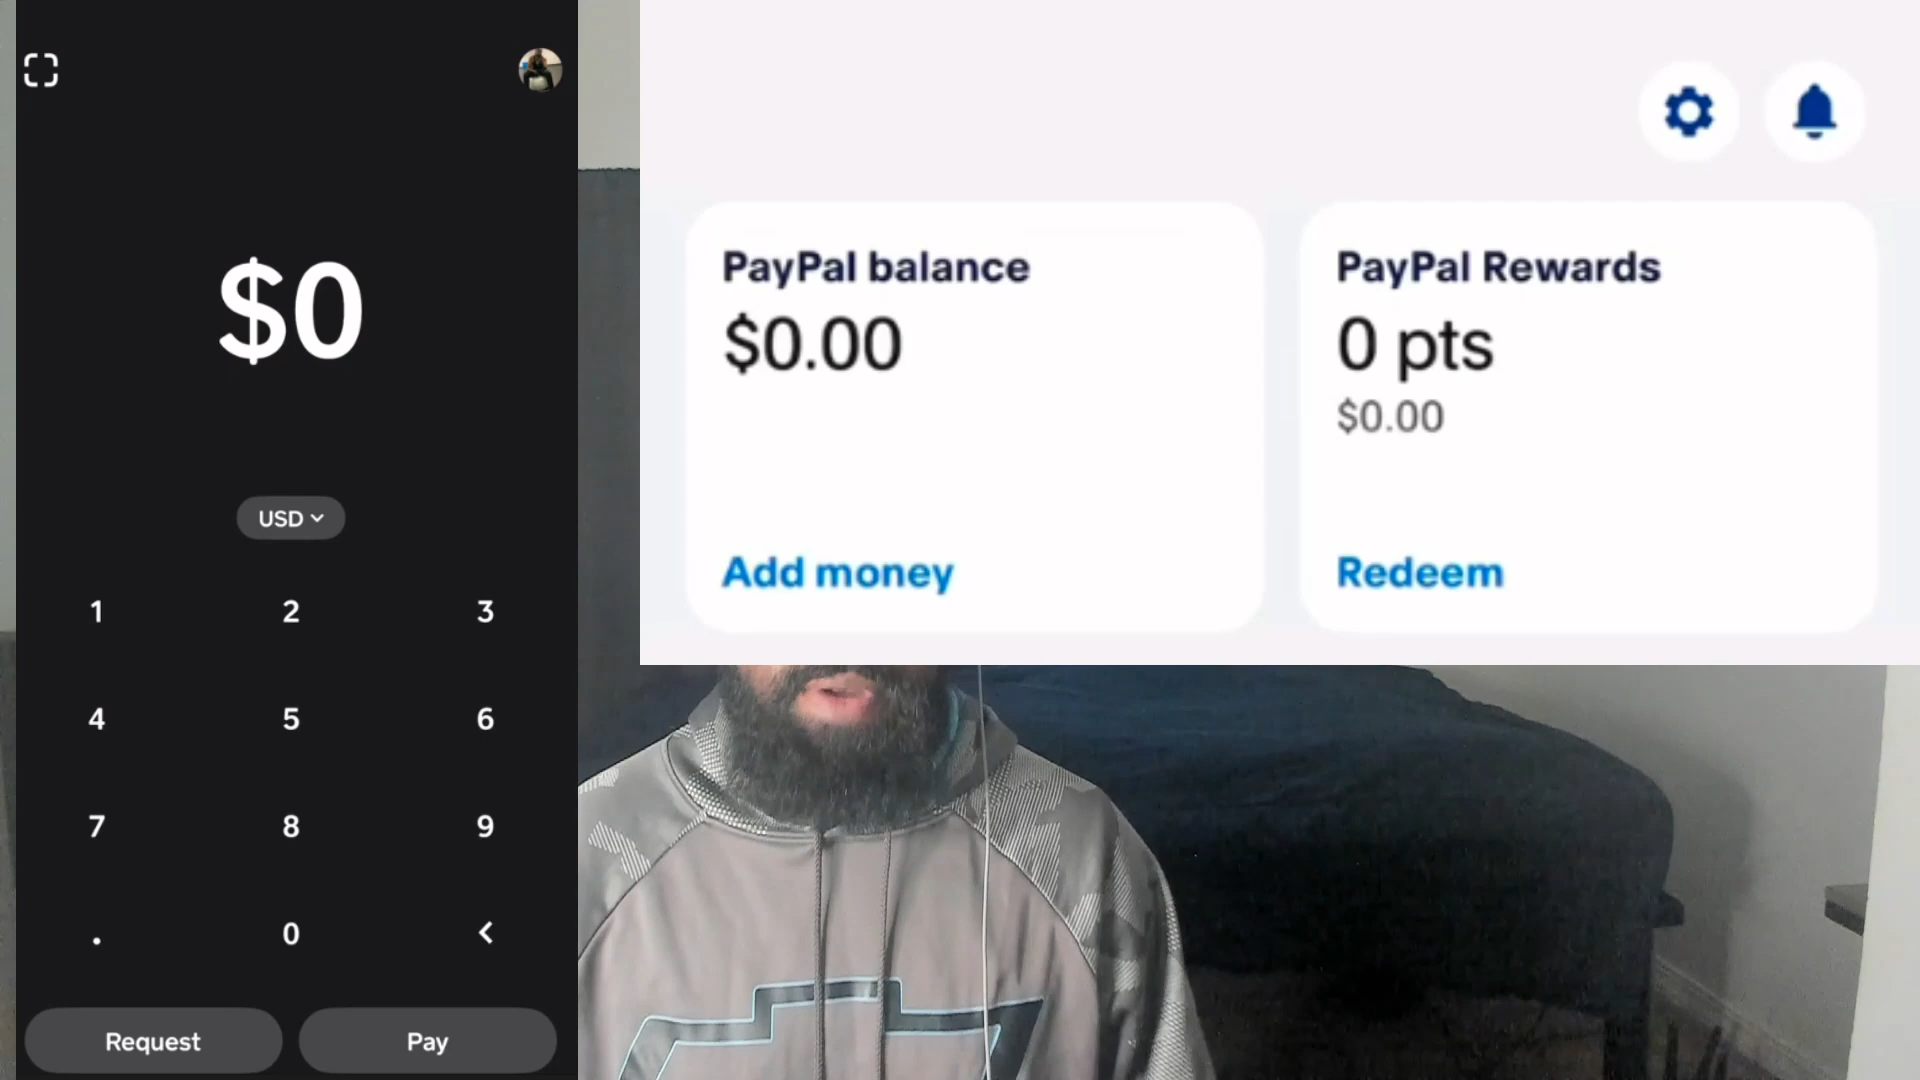 $0
USD
1 2 3
4 5 6
7 8 9
. 0 <
Request Pay
PayPal balance
$0.00
Add money
PayPal Rewards
0 pts
$0.00
Redeem